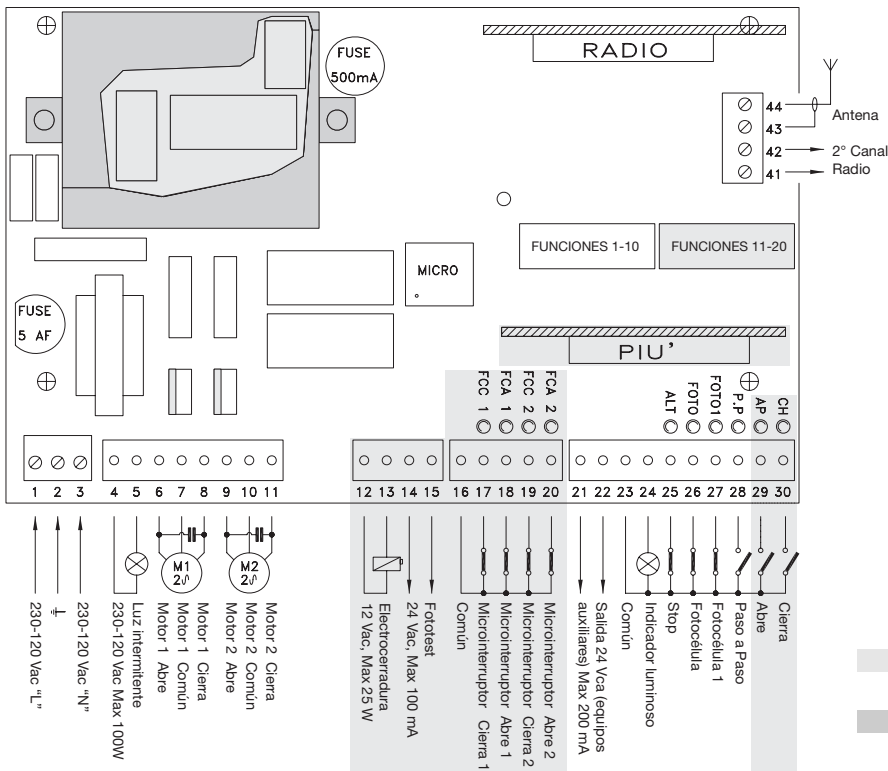 FUSE
500mA
RADIO
44
43
42
41
Antena
2° Canal
Radio
FUNCIONES 1-10
FUNCIONES 11-20
MICRO
FUSE
5 AF
PIU’
FCC 1
FCA 1
FCC 2
FCA 2
ALT
FOTO
FOTO1
P.P
AP
CH
1 2 3 4 5 6 7 8 9 10 11 12 13 14 15 16 17 18 19 20 21 22 23 24 25 26 27 28 29 30
M1
2
M2
2
230-120 Vac “L”
230-120 Vac “N”
230-120 Vac Max 100W
Luz intermitente
Motor 1 Abre
Motor 1 Común
Motor 1 Cierra
Motor 2 Abre
Motor 2 Común
Motor 2 Cierra
12 Vac, Max 25 W
Electrocerradura
24 Vac, Max 100 mA
Fototest
Común
Microinterruptor Cierra 1
Microinterruptor Abre 1
Microinterruptor Cierra 2
Microinterruptor Abre 2
Salida 24 Vca (equipos
auxiliares) Max 200 mA
Común
Indicador luminoso
Stop
Fotocélula
Fotocélula 1
Paso a Paso
Abre
Cierra